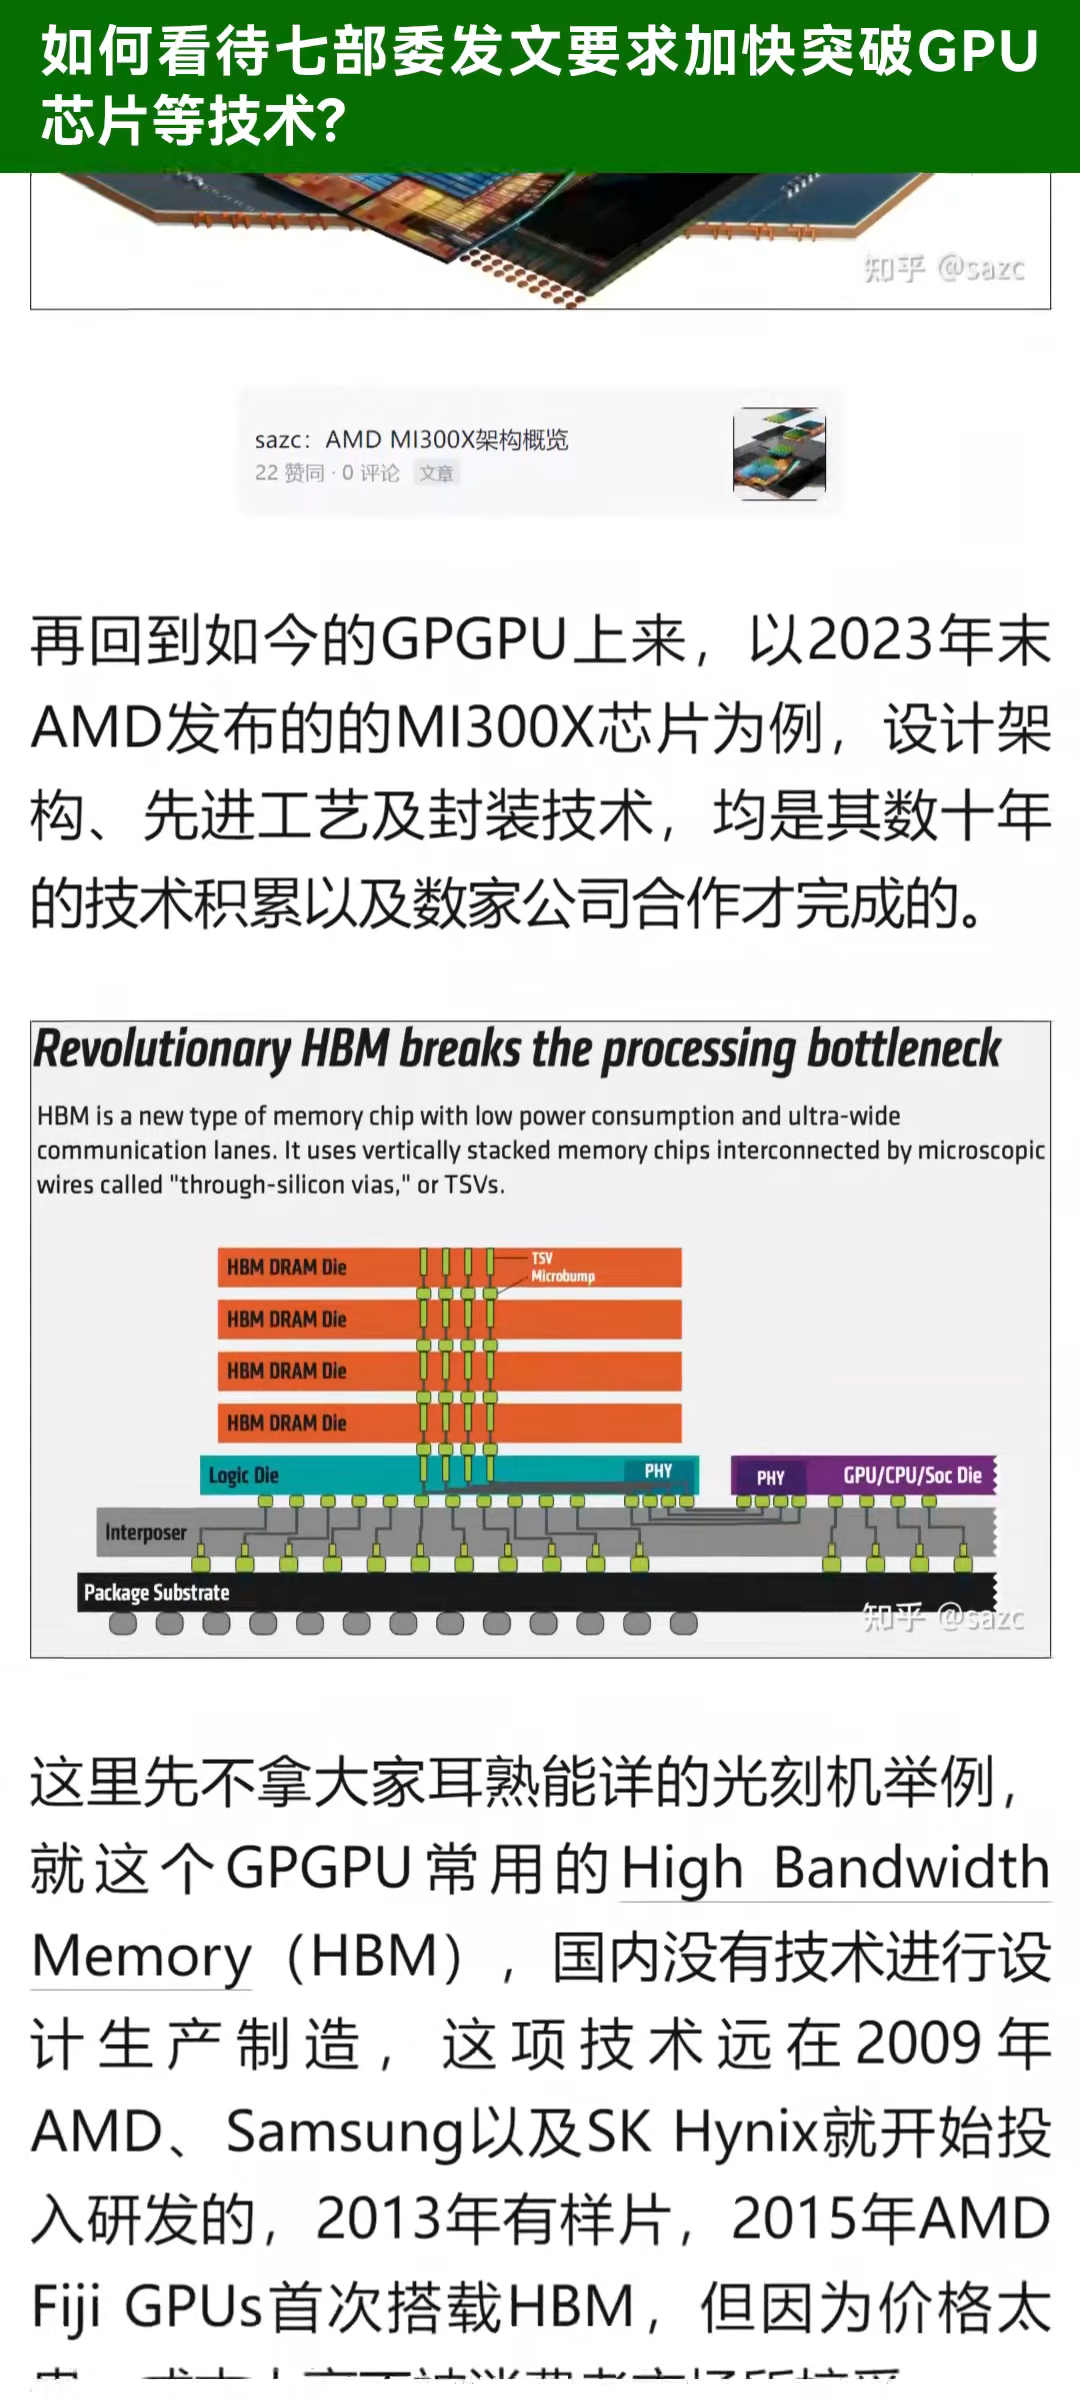 如何看待七部委发文要求加快突破GPU
芯片等技术?
知乎 @sazc
sazc：AMD MI300X架构概览
22 赞同 · 0 评论 文章
再回到如今的GPGPU上来，以2023年末
AMD发布的的MI300X芯片为例，设计架
构、先进工艺及封装技术，均是其数十年
的技术积累以及数家公司合作才完成的。
Revolutionary HBM breaks the processing bottleneck
HBM is a new type of memory chip with low power consumption and ultra-wide
communication lanes. It uses vertically stacked memory chips interconnected by microscopic
wires called "through-silicon vias," or TSVs.
HBM DRAM Die
TSV
Microbump
HBM DRAM Die
HBM DRAM Die
HBM DRAM Die
Logic Die
PHY
PHY
GPU/CPU/Soc Die
Interposer
Package Substrate
知乎 @sazc
这里先不拿大家耳熟能详的光刻机举例，
就这个GPGPU常用的High Bandwidth
Memory（HBM），国内没有技术进行设
计生产制造，这项技术远在2009年
AMD、Samsung以及SK Hynix就开始投
入研发的，2013年有样片，2015年AMD
Fiji GPUs首次搭载HBM，但因为价格太